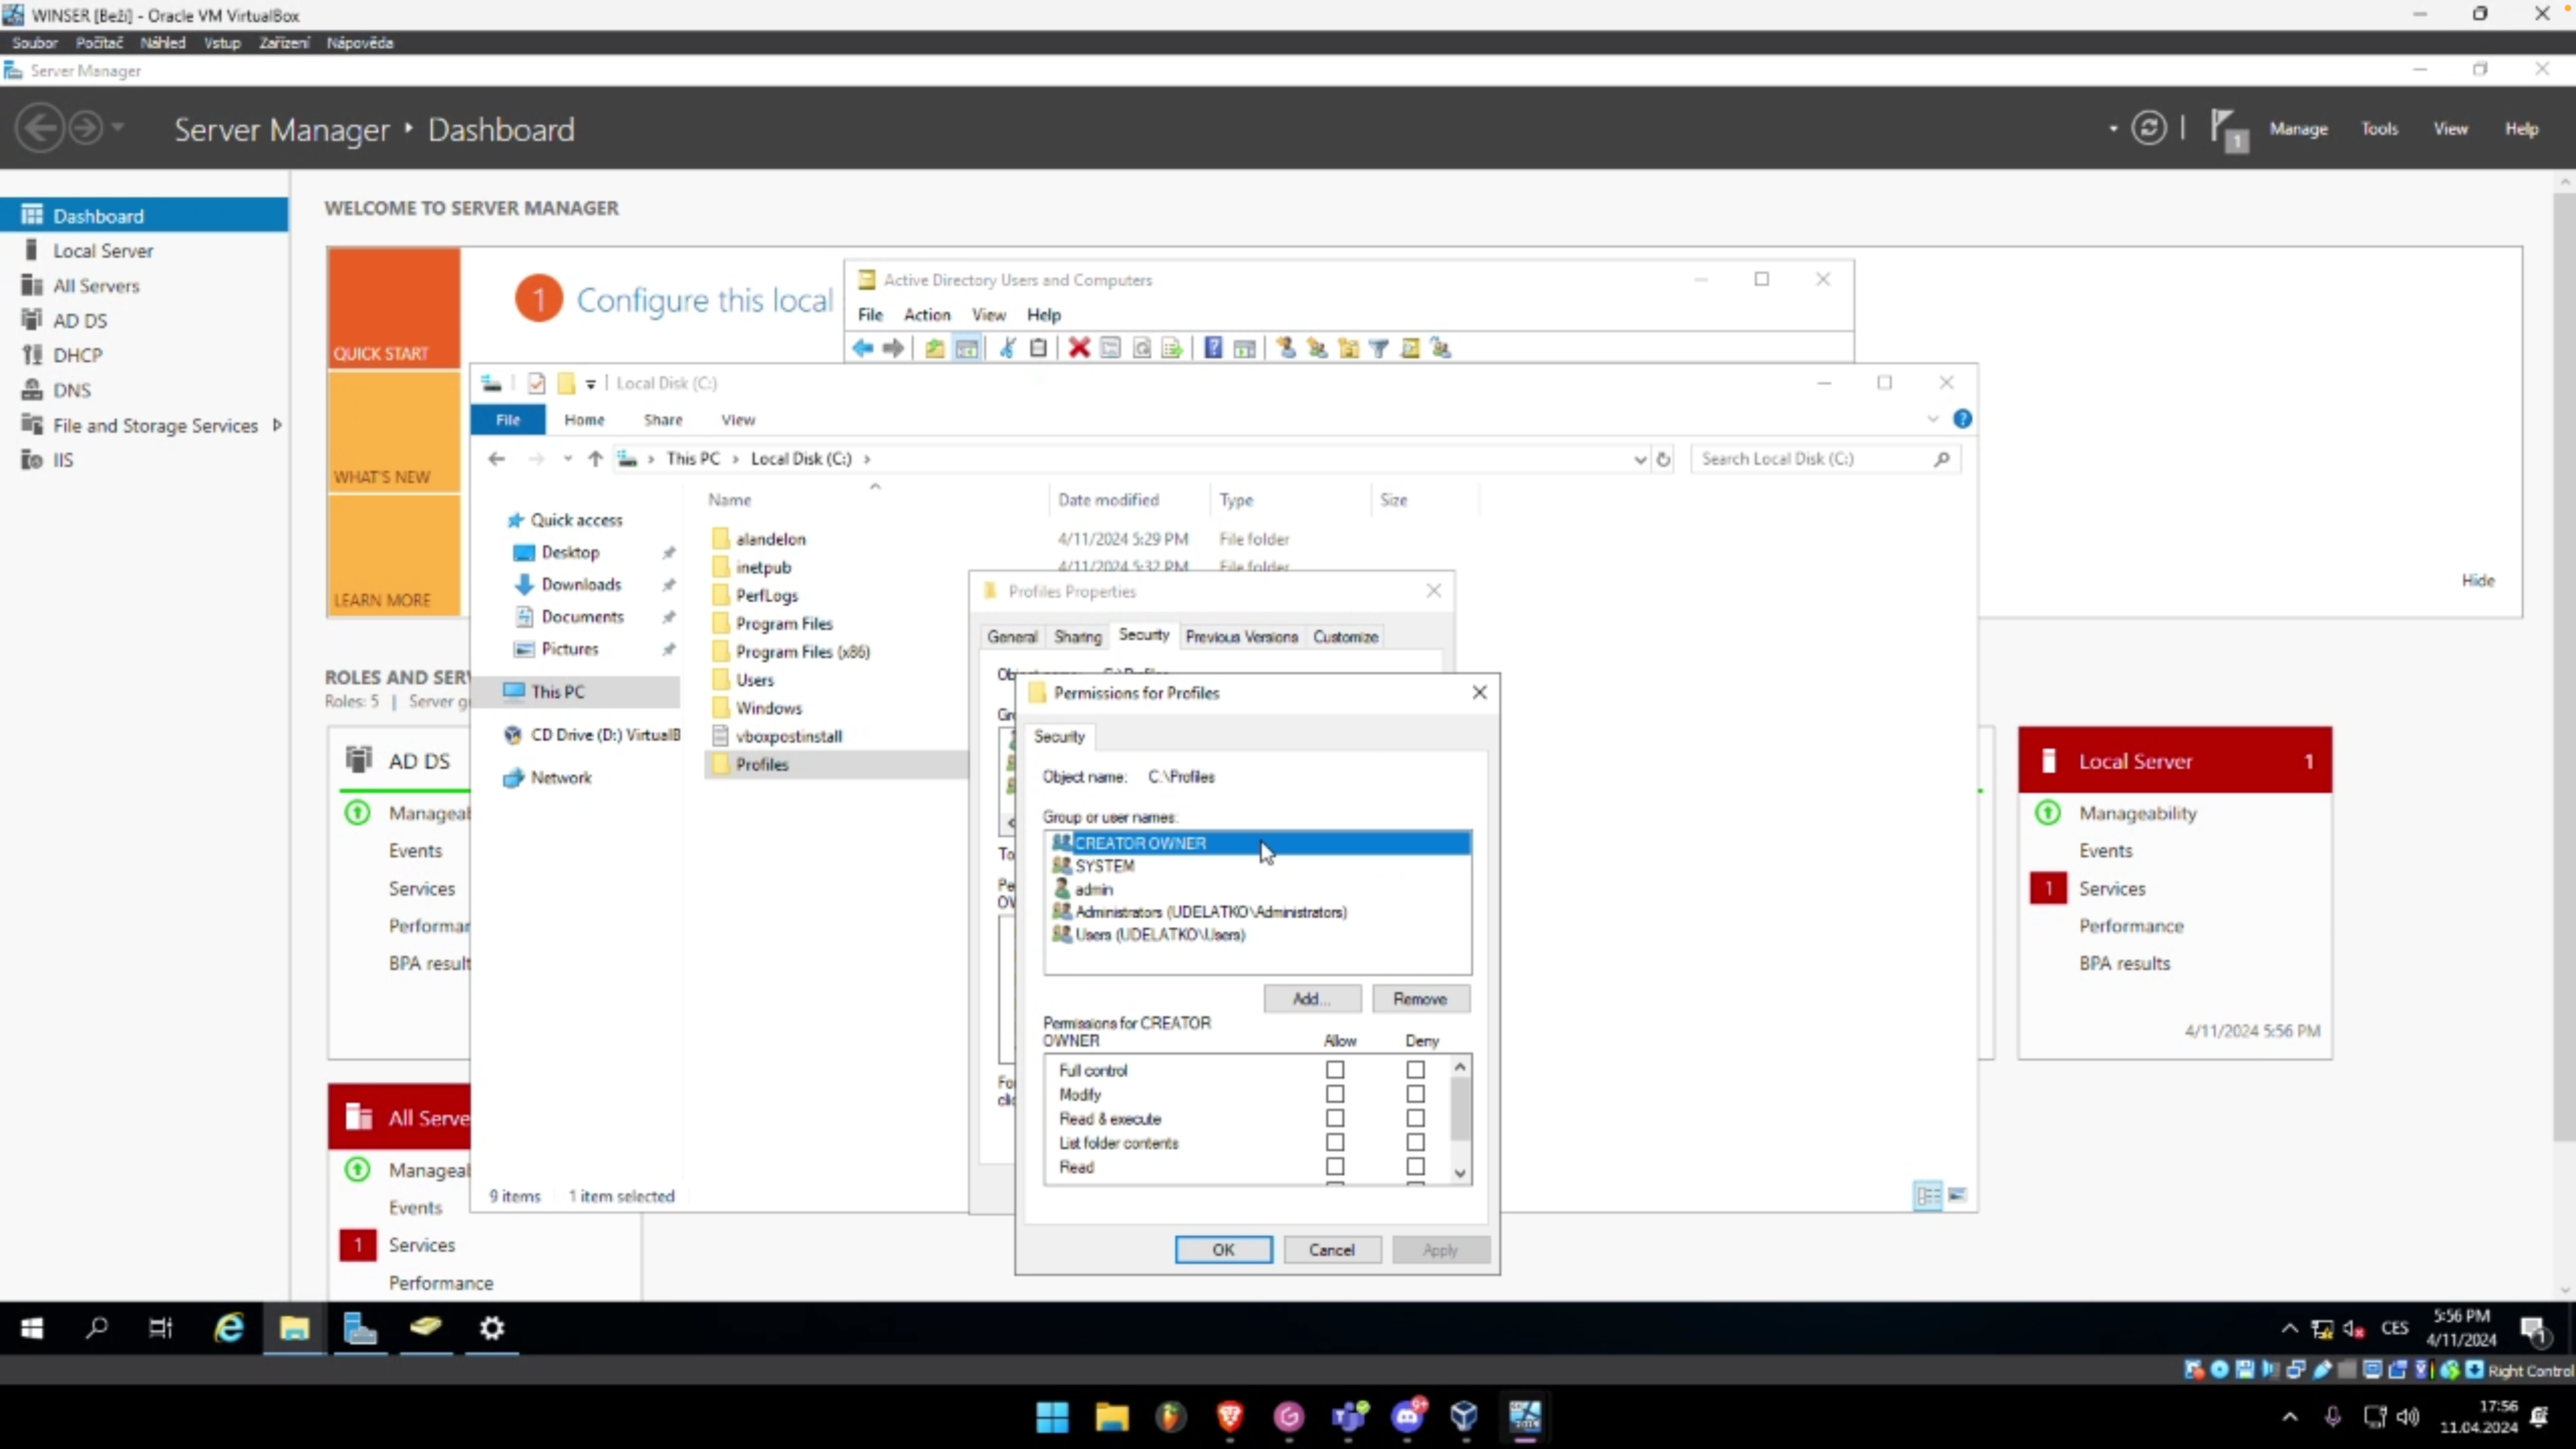 WINSER [Beží] - Oracle VM VirtualBox
Soubor Počítač Náhled Vstup Zařízení Nápověda
Server Manager
Server Manager • Dashboard
1 Manage Tools View Help
Dashboard
Local Server
All Servers
AD DS
DHCP
DNS
File and Storage Services
IIS
WELCOME TO SERVER MANAGER
QUICK START
WHAT'S NEW
LEARN MORE
1 Configure this local
Hide
Active Directory Users and Computers
File Action View Help
Local Disk (C:)
File Home Share View
This PC > Local Disk (C:) >
Search Local Disk (C:)
Name Date modified Type Size
Quick access
Desktop
Downloads
Documents
Pictures
This PC
CD Drive (D:) VirtualB
Network
alandelon 4/11/2024 5:29 PM File folder
inetpub 4/11/2024 5:32 PM File folder
PerfLogs
Program Files
Program Files (x86)
Users
Windows
vboxpostinstall
Profiles
9 items 1 item selected
Profiles Properties
General Sharing Security Previous Versions Customize
Permissions for Profiles
Security
Object name: C:\Profiles
Group or user names:
CREATOR OWNER
SYSTEM
admin
Administrators (UDELATKO\Administrators)
Users (UDELATKO\Users)
Add... Remove
Permissions for CREATOR
OWNER Allow Deny
Full control
Modify
Read & execute
List folder contents
Read
OK Cancel Apply
ROLES AND SER
Roles: 5 | Server g
AD DS
Manageab
Events
Services
Performar
BPA result
All Serve
Manageab
Events
1 Services
Performance
Local Server 1
Manageability
Events
1 Services
Performance
BPA results
4/11/2024 5:56 PM
CES
5:56 PM
4/11/2024
1
Right Control
9+
17:56
11.04.2024